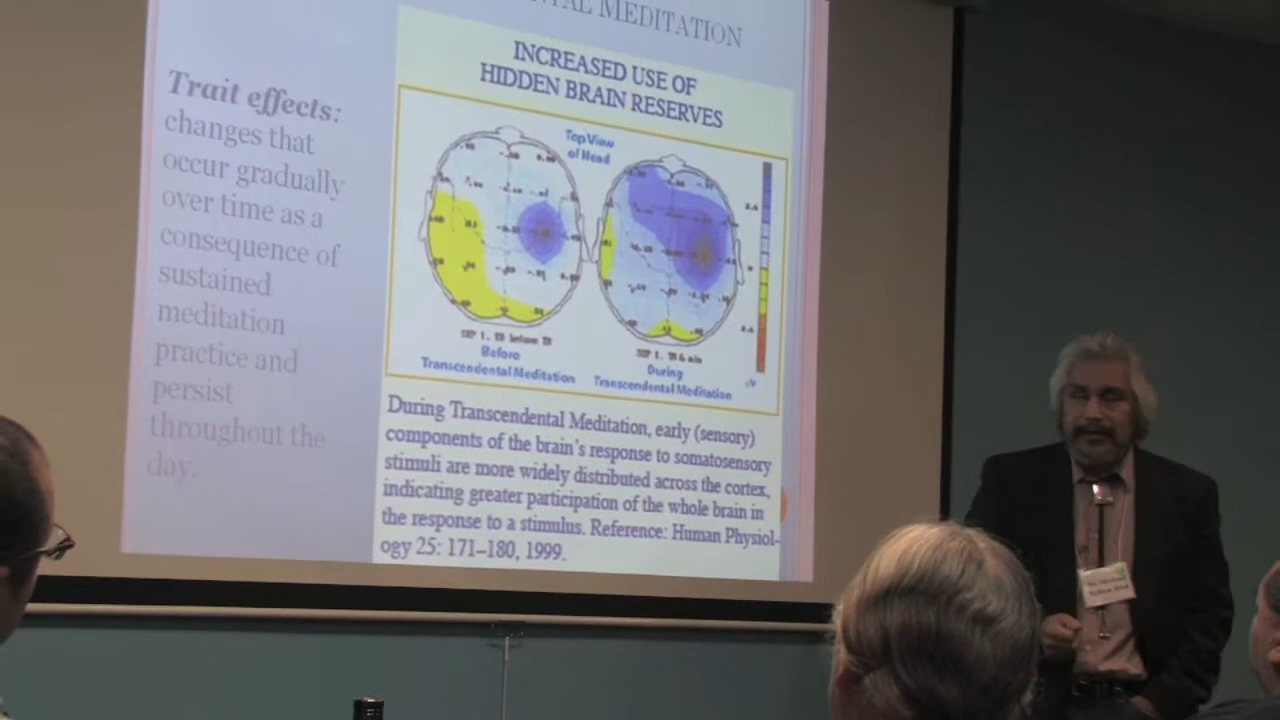 MEDITATION
Trait effects:
changes that
occur gradually
over time as a
consequence of
sustained
meditation
practice and
persist
throughout the
day.
INCREASED USE OF
HIDDEN BRAIN RESERVES
Top View
of Head
Before
Transcendental Meditation
During
Transcendental Meditation
During Transcendental Meditation, early (sensory)
components of the brain's response to somatosensory
stimuli are more widely distributed across the cortex,
indicating greater participation of the whole brain in
the response to a stimulus. Reference: Human Physiol-
ogy 25: 171–180, 1999.